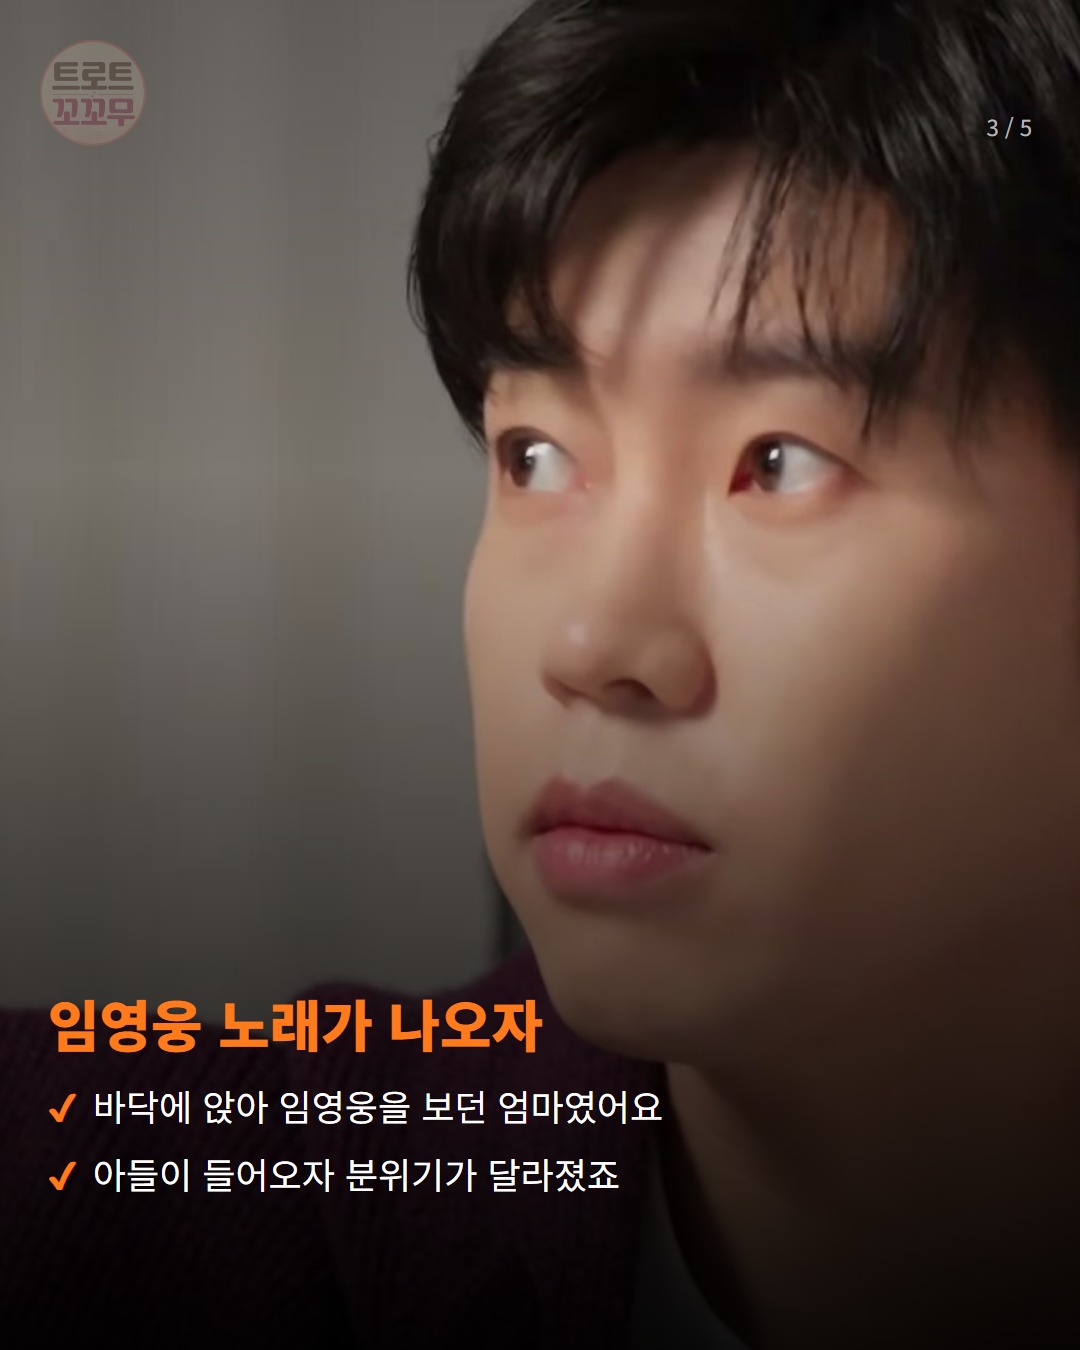 트로트
꼬꼬무
3 / 5
임영웅 노래가 나오자
✔ 바닥에 앉아 임영웅을 보던 엄마였어요
✔ 아들이 들어오자 분위기가 달라졌죠